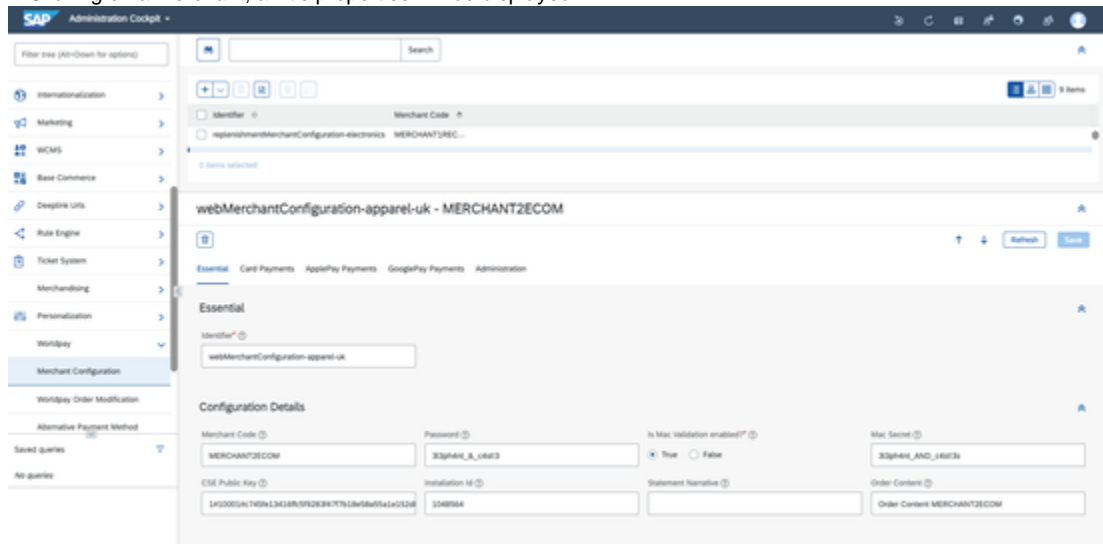 SAP Administration Cockpit
Filter tree (Alt+Down for options)
Search
Internationalization
Marketing
WCMS
Base Commerce
Deeplink Urls
Rule Engine
Ticket System
Merchandising
Personalization
Worldpay
Merchant Configuration
Worldpay Order Modification
Alternative Payment Method
Saved queries
No queries
9 items
Identifier Merchant Code
replenishmentMerchantConfiguration-electronics MERCHANT1REC...
0 items selected
webMerchantConfiguration-apparel-uk - MERCHANT2ECOM
Refresh Save
Essential Card Payments ApplePay Payments GooglePay Payments Administration
Essential
Identifier*
webMerchantConfiguration-apparel-uk
Configuration Details
Merchant Code Password Is Mac Validation enabled?* Mac Secret
MERCHANT2ECOM True False
CSE Public Key Installation Id Statement Narrative Order Content
1048564 Order Content MERCHANT2ECOM